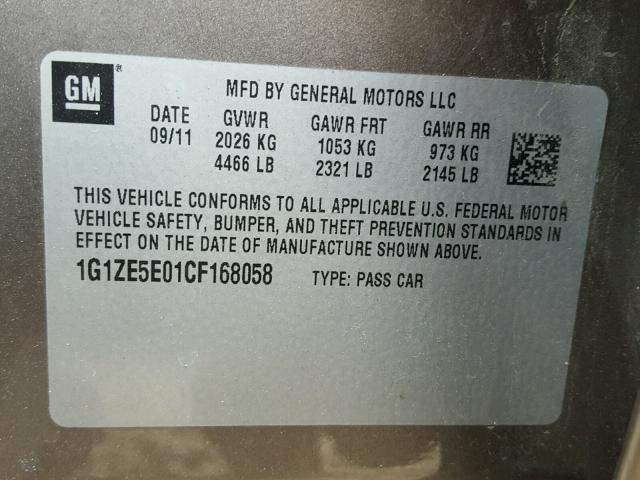 GM
MFD BY GENERAL MOTORS LLC
DATE GVWR GAWR FRT GAWR RR
09/11 2026 KG 1053 KG 973 KG
4466 LB 2321 LB 2145 LB
THIS VEHICLE CONFORMS TO ALL APPLICABLE U.S. FEDERAL MOTOR
VEHICLE SAFETY, BUMPER, AND THEFT PREVENTION STANDARDS IN
EFFECT ON THE DATE OF MANUFACTURE SHOWN ABOVE.
1G1ZE5E01CF168058 TYPE: PASS CAR